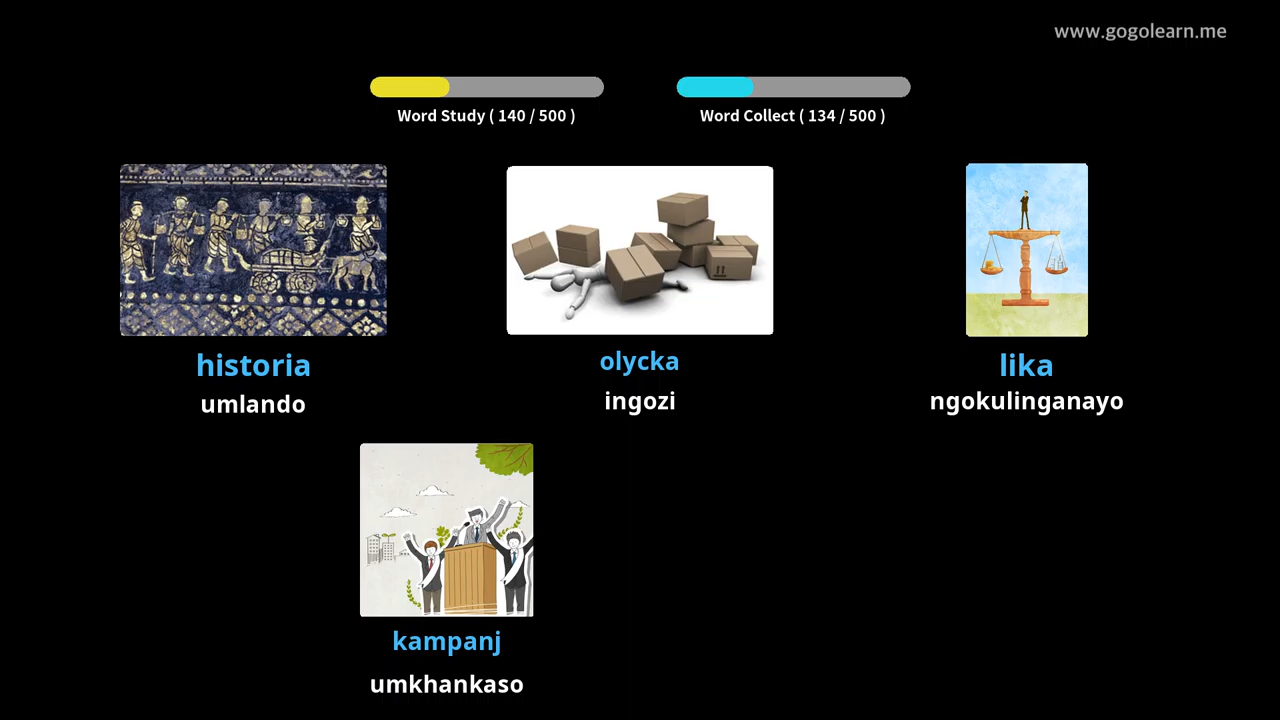 www.gogolearn.me
Word Study ( 140 / 500 )
Word Collect ( 134 / 500 )
historia
umlando
olycka
ingozi
lika
ngokulinganayo
kampanj
umkhankaso